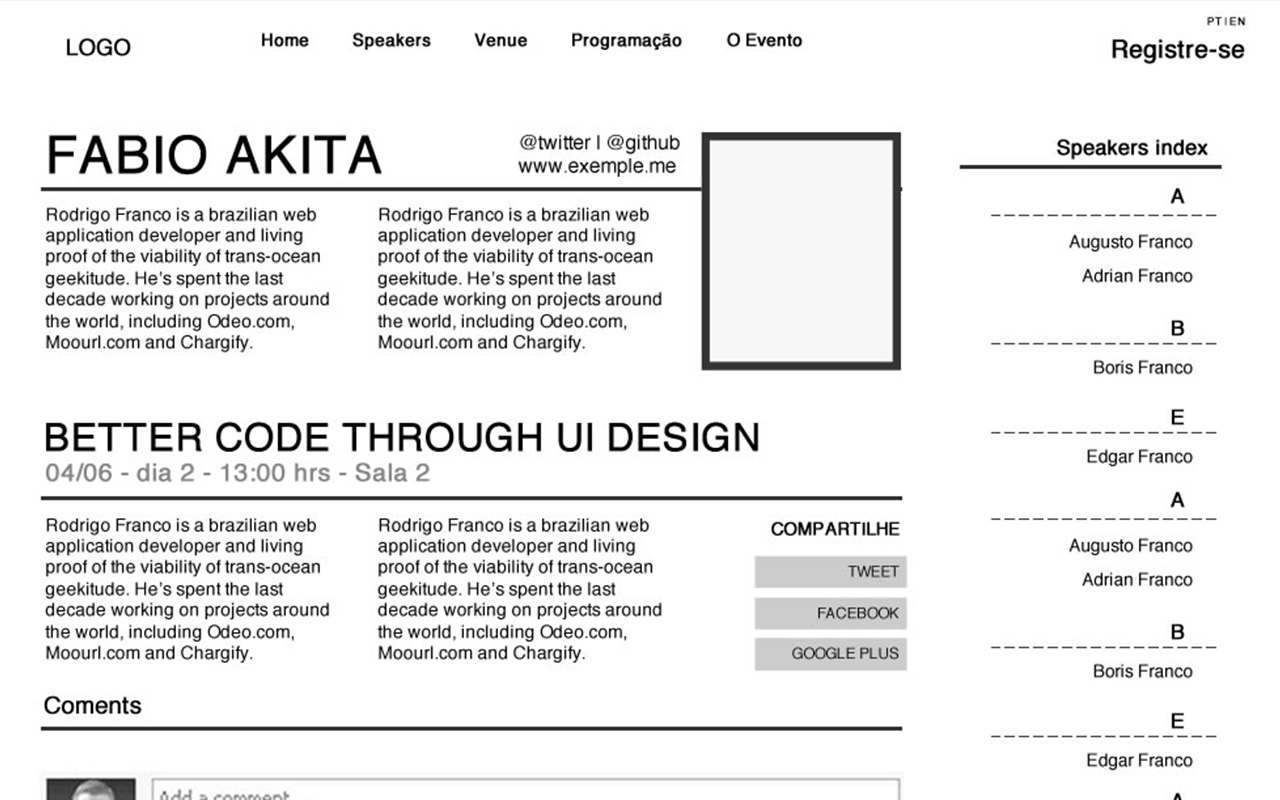 PT|EN
LOGO
Home Speakers Venue Programação O Evento
Registre-se
FABIO AKITA
@twitter | @github
www.exemple.me
Rodrigo Franco is a brazilian web
application developer and living
proof of the viability of trans-ocean
geekitude. He's spent the last
decade working on projects around
the world, including Odeo.com,
Moourl.com and Chargify.
Rodrigo Franco is a brazilian web
application developer and living
proof of the viability of trans-ocean
geekitude. He's spent the last
decade working on projects around
the world, including Odeo.com,
Moourl.com and Chargify.
BETTER CODE THROUGH UI DESIGN
04/06 - dia 2 - 13:00 hrs - Sala 2
Rodrigo Franco is a brazilian web
application developer and living
proof of the viability of trans-ocean
geekitude. He's spent the last
decade working on projects around
the world, including Odeo.com,
Moourl.com and Chargify.
Rodrigo Franco is a brazilian web
application developer and living
proof of the viability of trans-ocean
geekitude. He's spent the last
decade working on projects around
the world, including Odeo.com,
Moourl.com and Chargify.
COMPARTILHE
TWEET
FACEBOOK
GOOGLE PLUS
Coments
Add a comment...
Speakers index
A
Augusto Franco
Adrian Franco
B
Boris Franco
E
Edgar Franco
A
Augusto Franco
Adrian Franco
B
Boris Franco
E
Edgar Franco
A